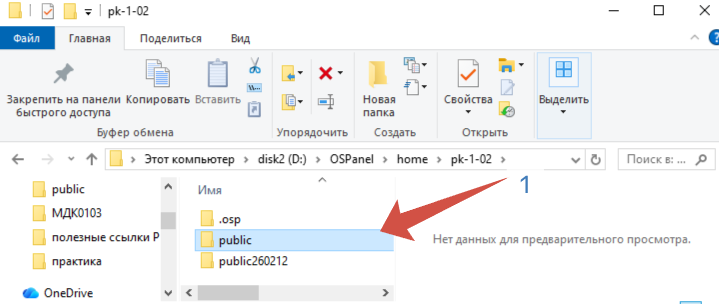 pk-1-02
Файл Главная Поделиться Вид
Закрепить на панели быстрого доступа
Копировать
Вставить
W...
Новая папка
Свойства
Открыть
Выделить
Буфер обмена
Упорядочить
Создать
Этот компьютер > disk2 (D:) > OSPanel > home > pk-1-02 >
Поиск в: ...
1
public
МДК0103
полезные ссылки P
практика
OneDrive
Имя
.osp
public
public260212
Нет данных для предварительного просмотра.